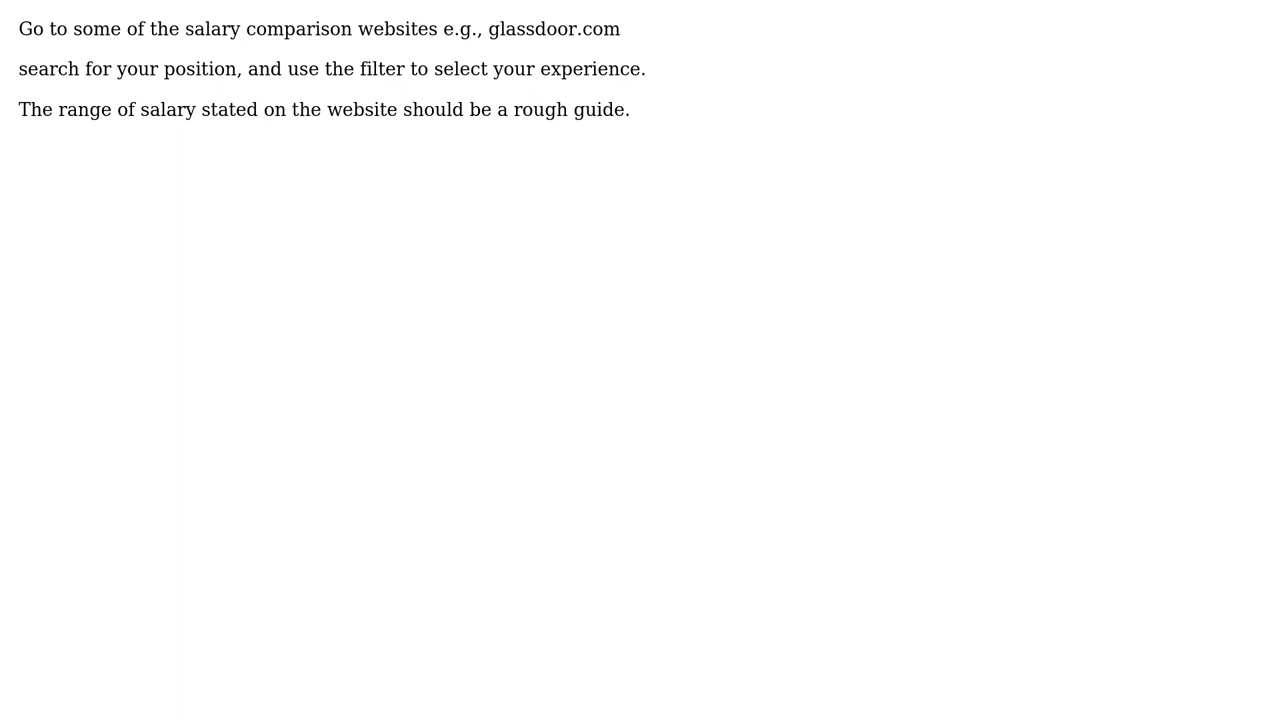 Go to some of the salary comparison websites e.g., glassdoor.com
search for your position, and use the filter to select your experience.
The range of salary stated on the website should be a rough guide.